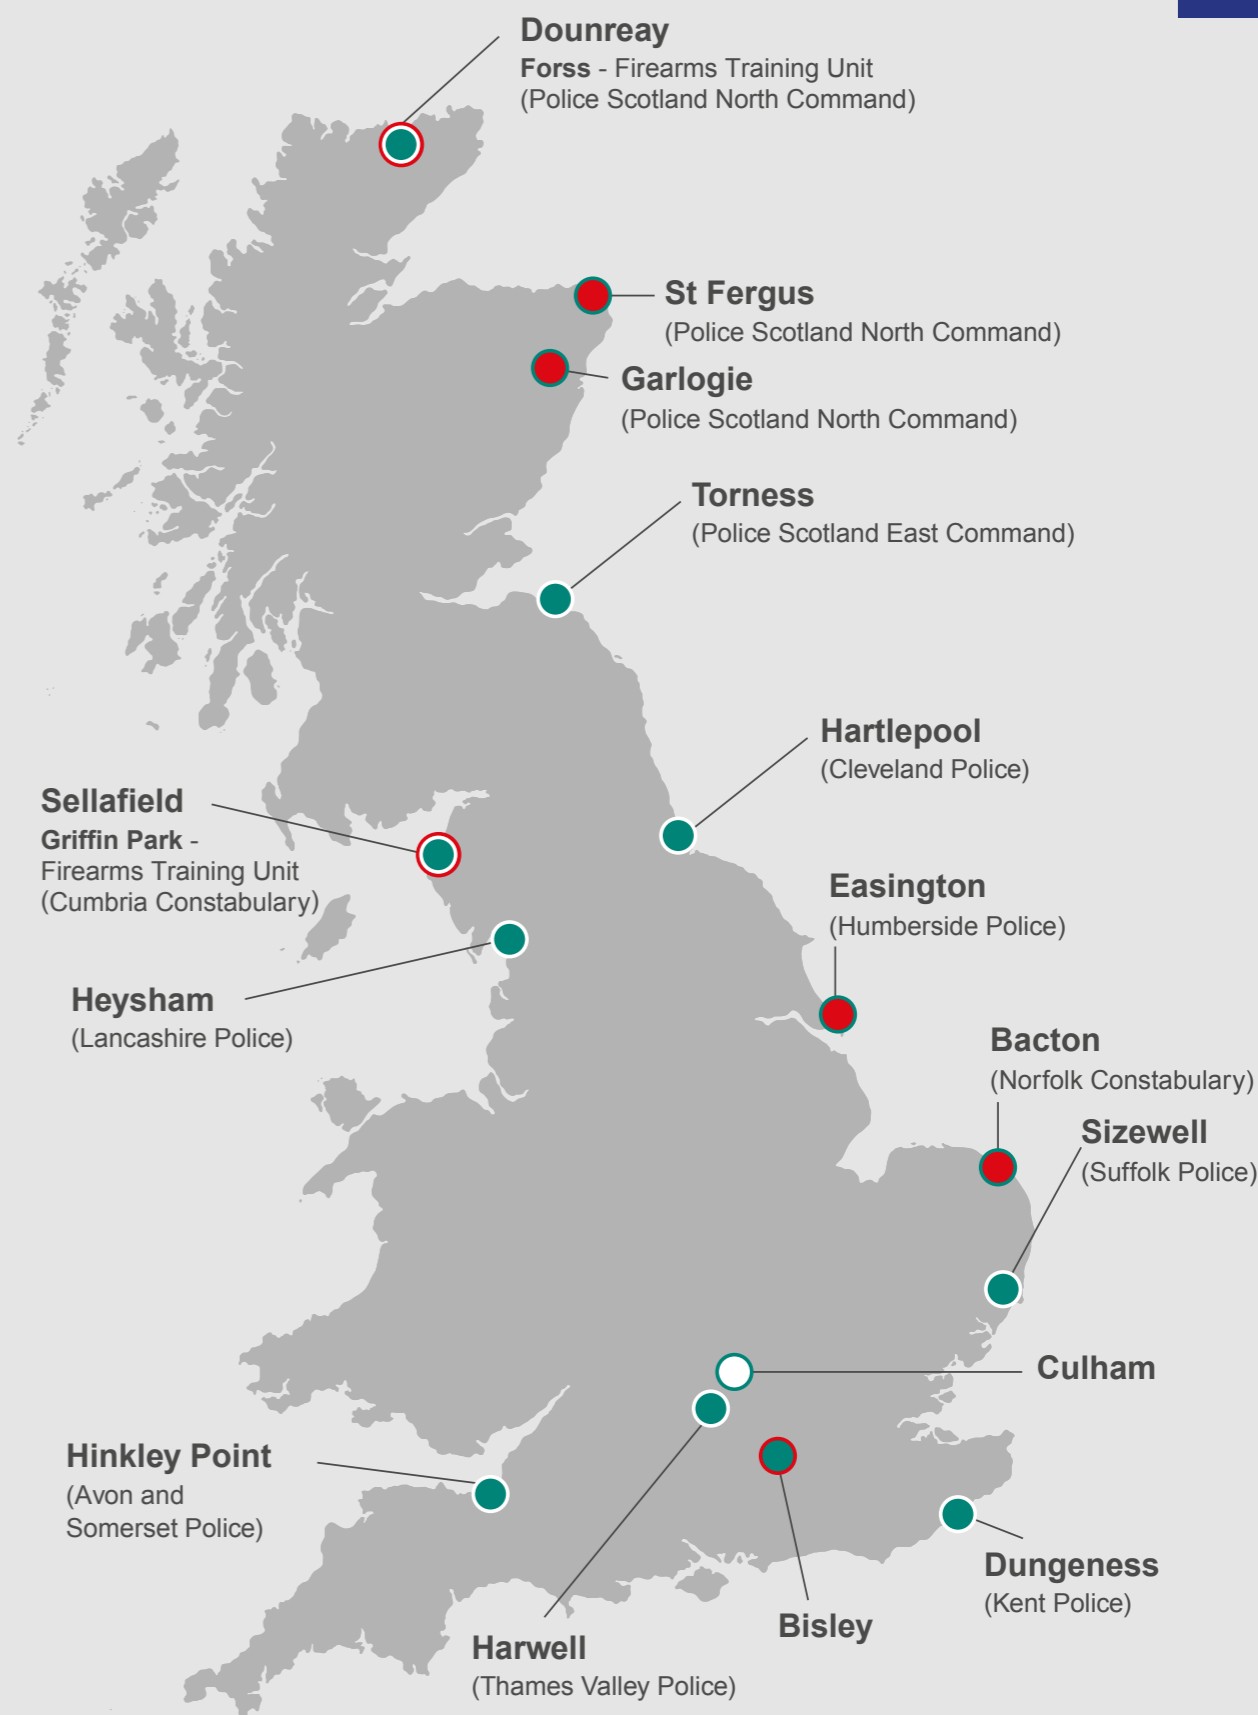 Dounreay
Forss - Firearms Training Unit
(Police Scotland North Command)
St Fergus
(Police Scotland North Command)
Garlogie
(Police Scotland North Command)
Torness
(Police Scotland East Command)
Hartlepool
(Cleveland Police)
Sellafield
Griffin Park -
Firearms Training Unit
(Cumbria Constabulary)
Easington
(Humberside Police)
Heysham
(Lancashire Police)
Bacton
(Norfolk Constabulary)
Sizewell
(Suffolk Police)
Culham
Hinkley Point
(Avon and
Somerset Police)
Dungeness
(Kent Police)
Bisley
Harwell
(Thames Valley Police)